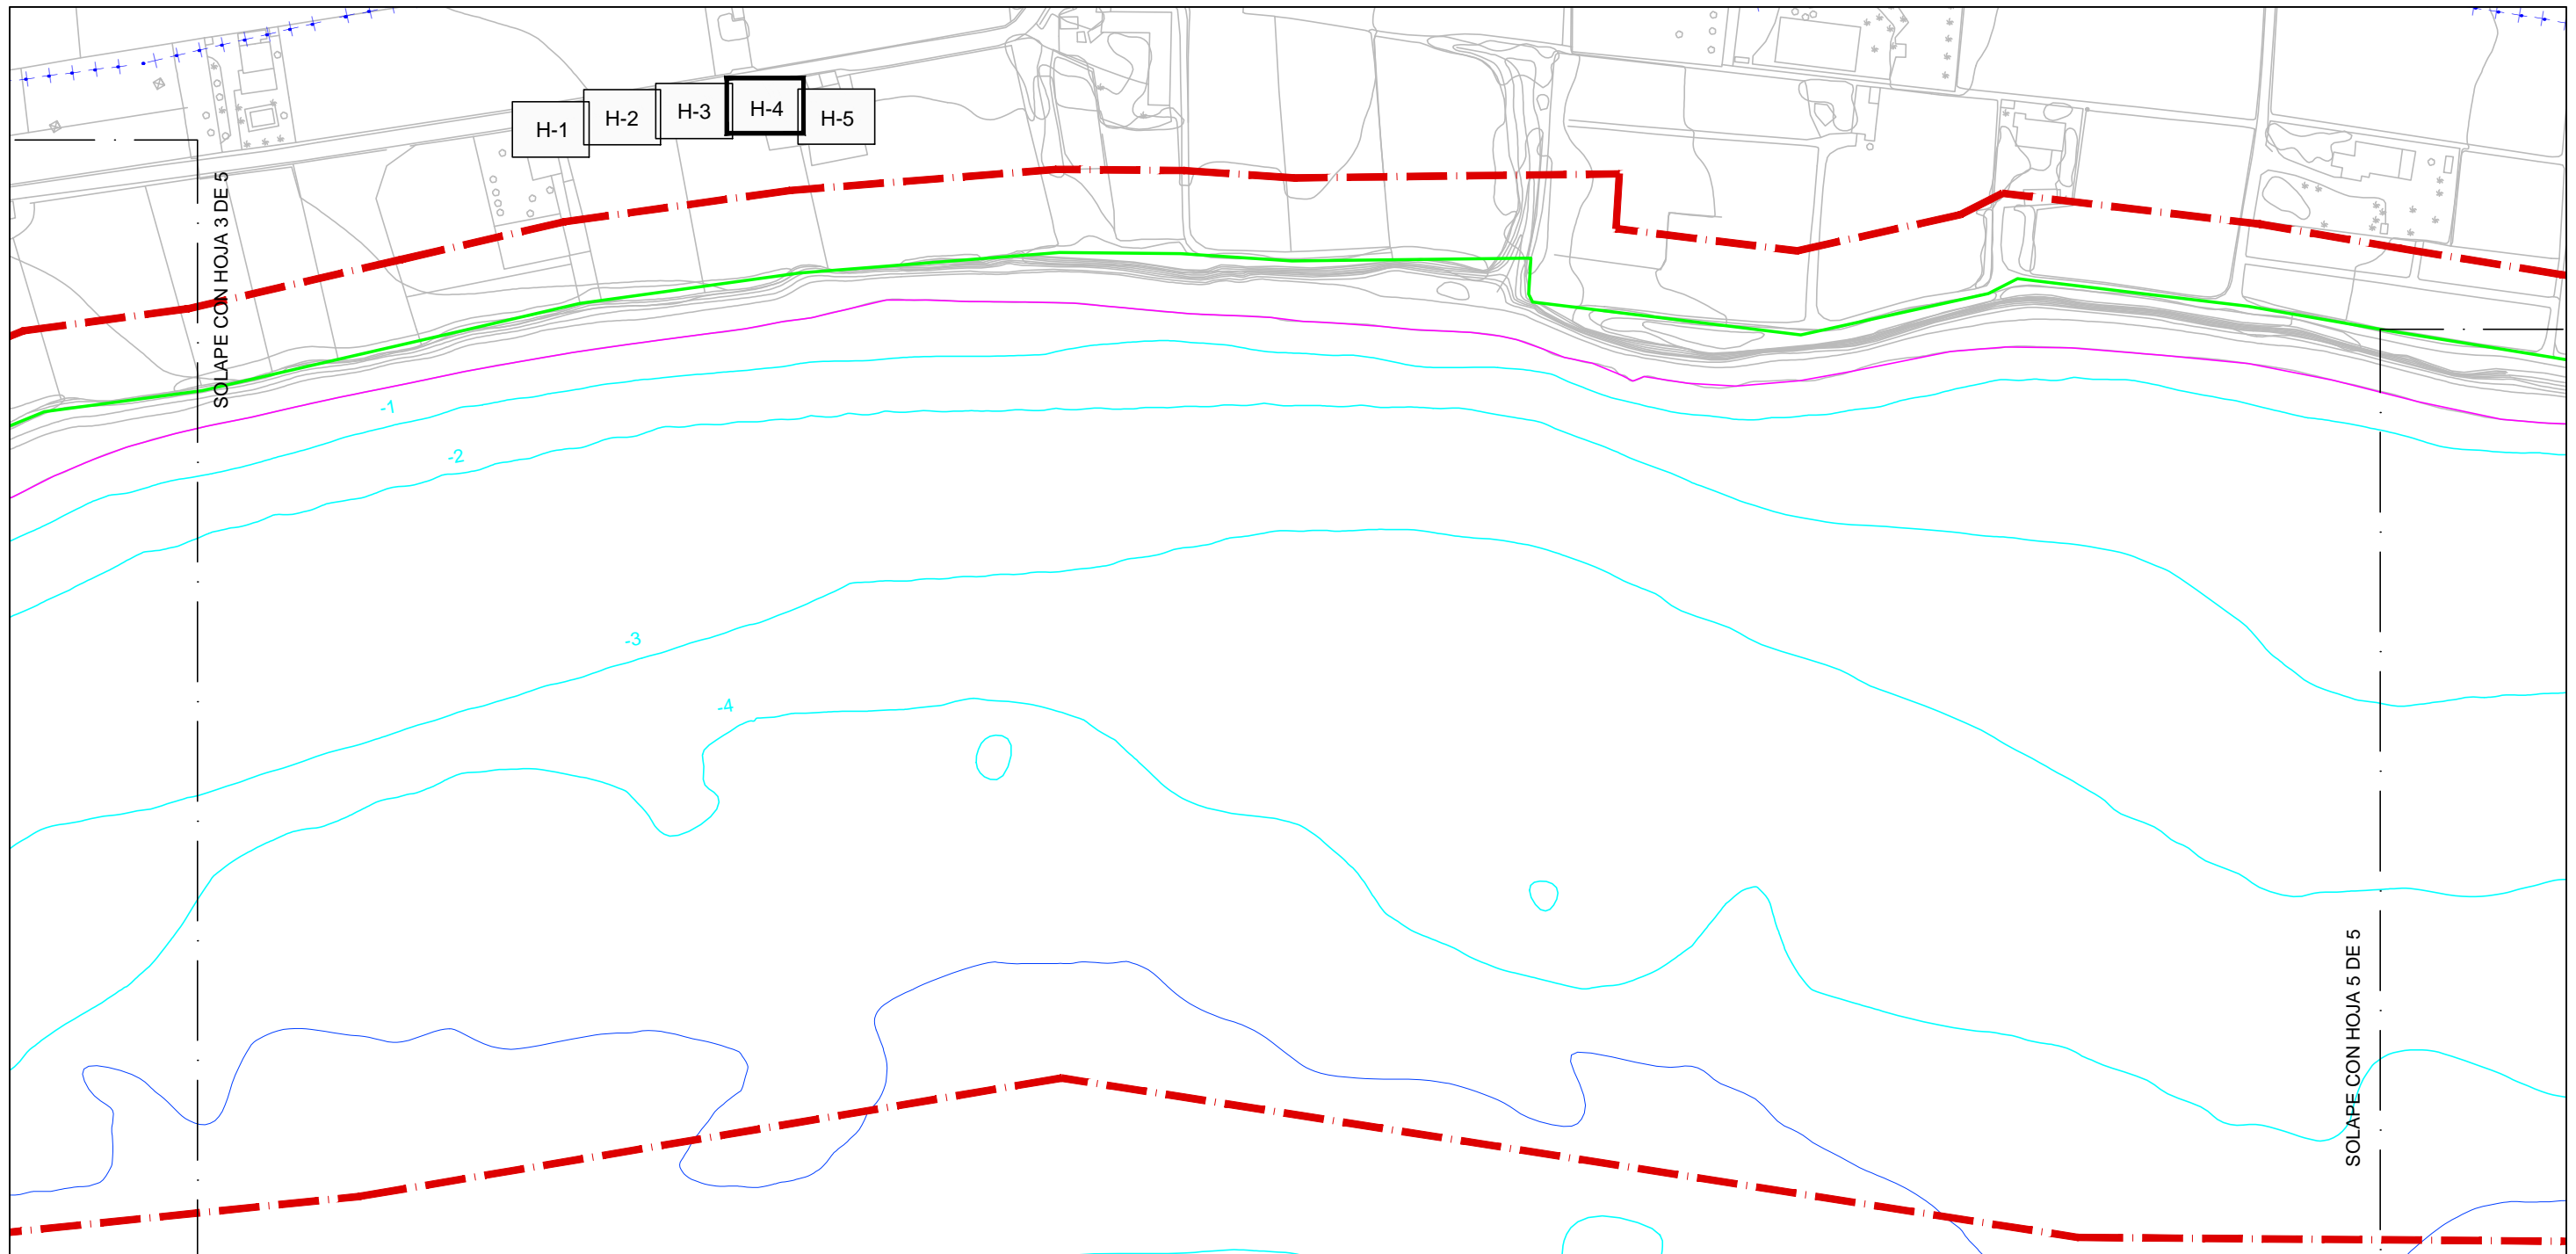 H-1
H-2
H-3
H-4
H-5
SOLAPE CON HOJA 3 DE 5
-1
-2
-3
-4
SOLAPE CON HOJA 5 DE 5